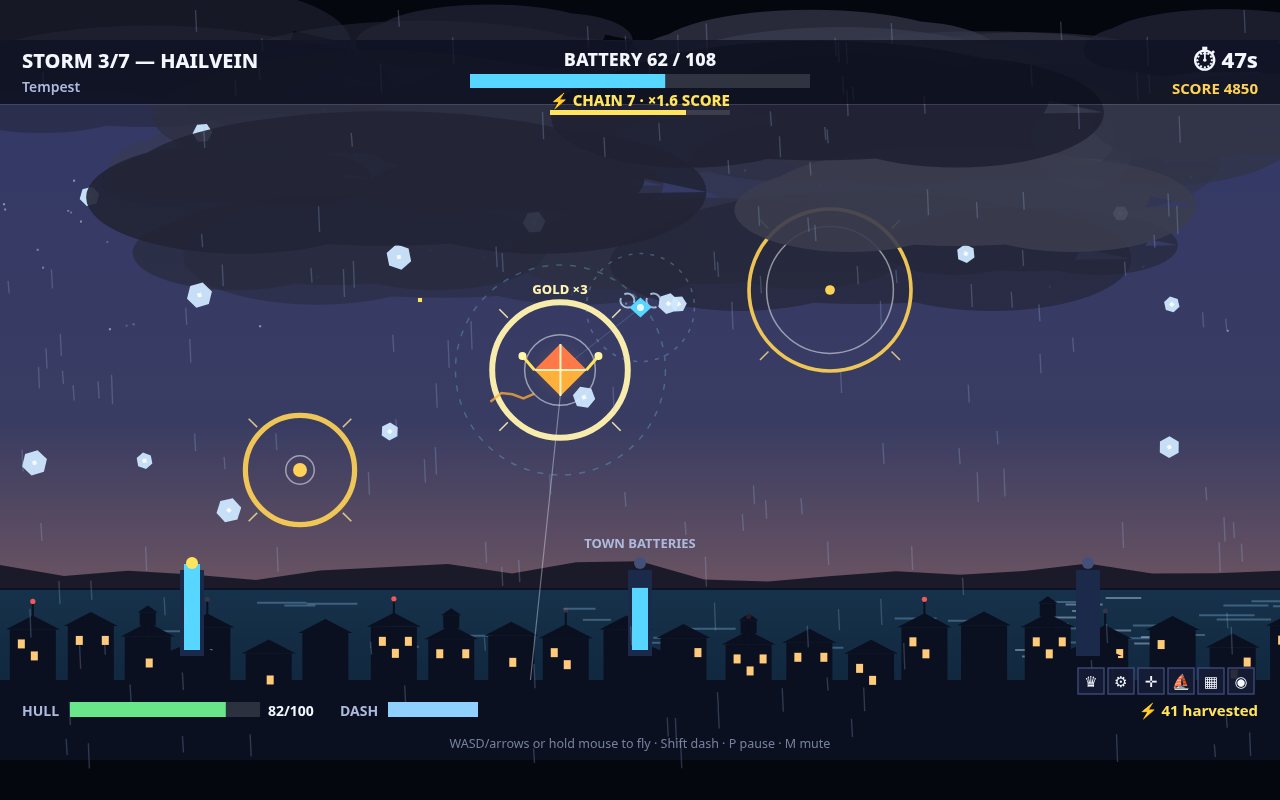 STORM 3/7 — HAILVEIN
Tempest
BATTERY 62 / 108
⚡ CHAIN 7 · ×1.6 SCORE
⏱ 47s
SCORE 4850
GOLD ×3
TOWN BATTERIES
HULL 82/100 DASH
⚡ 41 harvested
WASD/arrows or hold mouse to fly · Shift dash · P pause · M mute